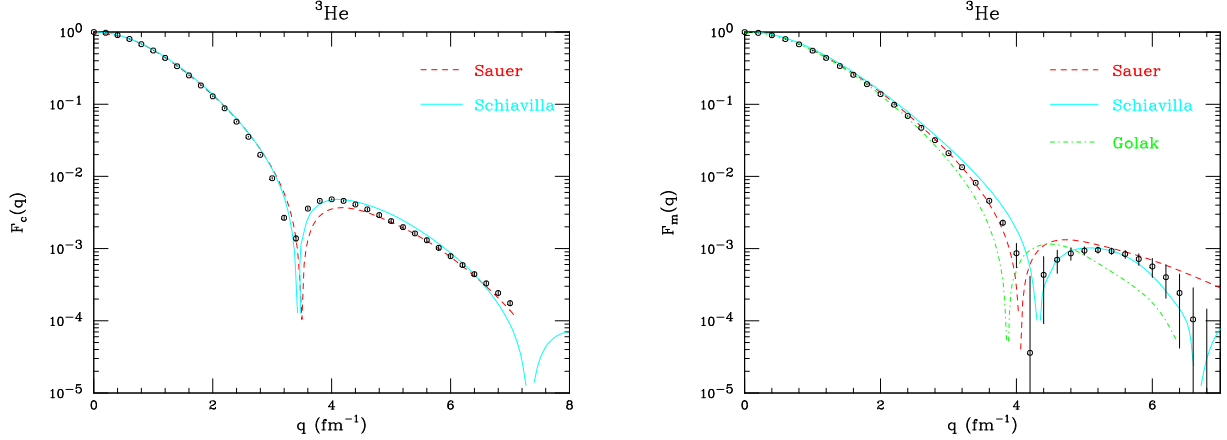 ³He
10⁰
10⁻¹
10⁻²
10⁻³
10⁻⁴
10⁻⁵
F_c(q)
Sauer
Schiavilla
0 2 4 6 8
q (fm⁻¹)
³He
10⁰
10⁻¹
10⁻²
10⁻³
10⁻⁴
10⁻⁵
F_m(q)
Sauer
Schiavilla
Golak
0 2 4 6
q (fm⁻¹)